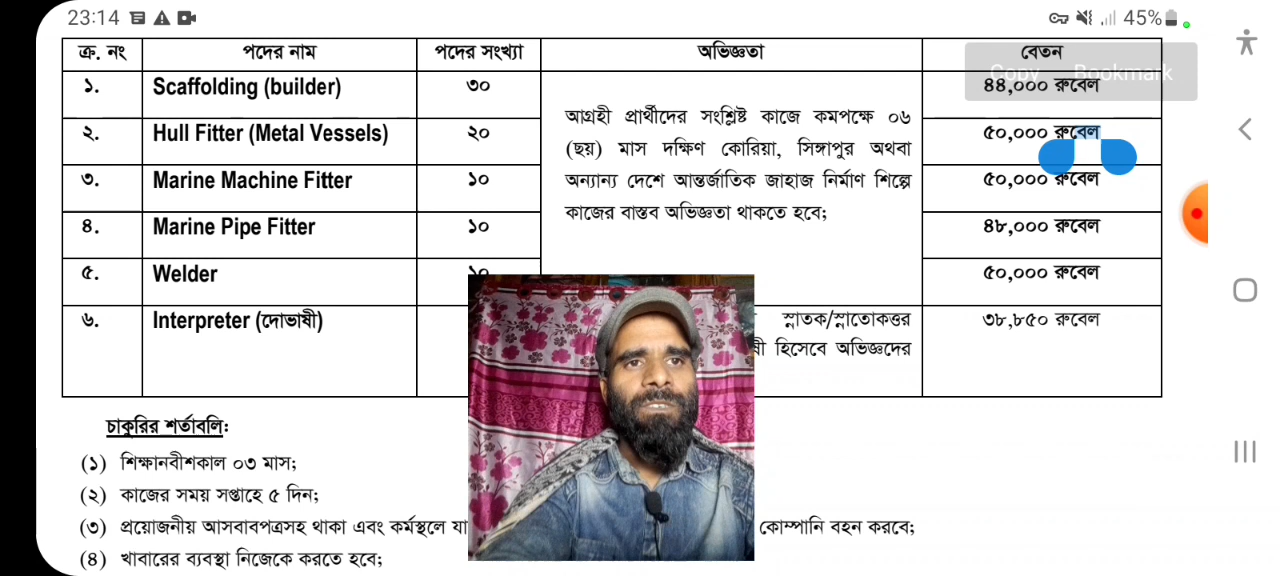 23:14
45%
ক্র. নং পদের নাম পদের সংখ্যা অভিজ্ঞতা বেতন
Copy Bookmark
১. Scaffolding (builder) ৩০ ৪৪,০০০ রুবেল
২. Hull Fitter (Metal Vessels) ২০ ৫০,০০০ রুবেল
৩. Marine Machine Fitter ১০ ৫০,০০০ রুবেল
৪. Marine Pipe Fitter ১০ ৪৮,০০০ রুবেল
৫. Welder ১০ ৫০,০০০ রুবেল
আগ্রহী প্রার্থীদের সংশ্লিষ্ট কাজে কমপক্ষে ০৬
(ছয়) মাস দক্ষিণ কোরিয়া, সিঙ্গাপুর অথবা
অন্যান্য দেশে আন্তর্জাতিক জাহাজ নির্মাণ শিল্পে
কাজের বাস্তব অভিজ্ঞতা থাকতে হবে;
৬. Interpreter (দোভাষী) স্নাতক/স্নাতোকত্তর ৩৮,৮৫০ রুবেল
হিসেবে অভিজ্ঞদের
চাকুরির শর্তাবলি:
(১) শিক্ষানবীশকাল ০৩ মাস;
(২) কাজের সময় সপ্তাহে ৫ দিন;
(৩) প্রয়োজনীয় আসবাবপত্রসহ থাকা এবং কর্মস্থলে কোম্পানি বহন করবে;
(৪) খাবারের ব্যবস্থা নিজেকে করতে হবে;